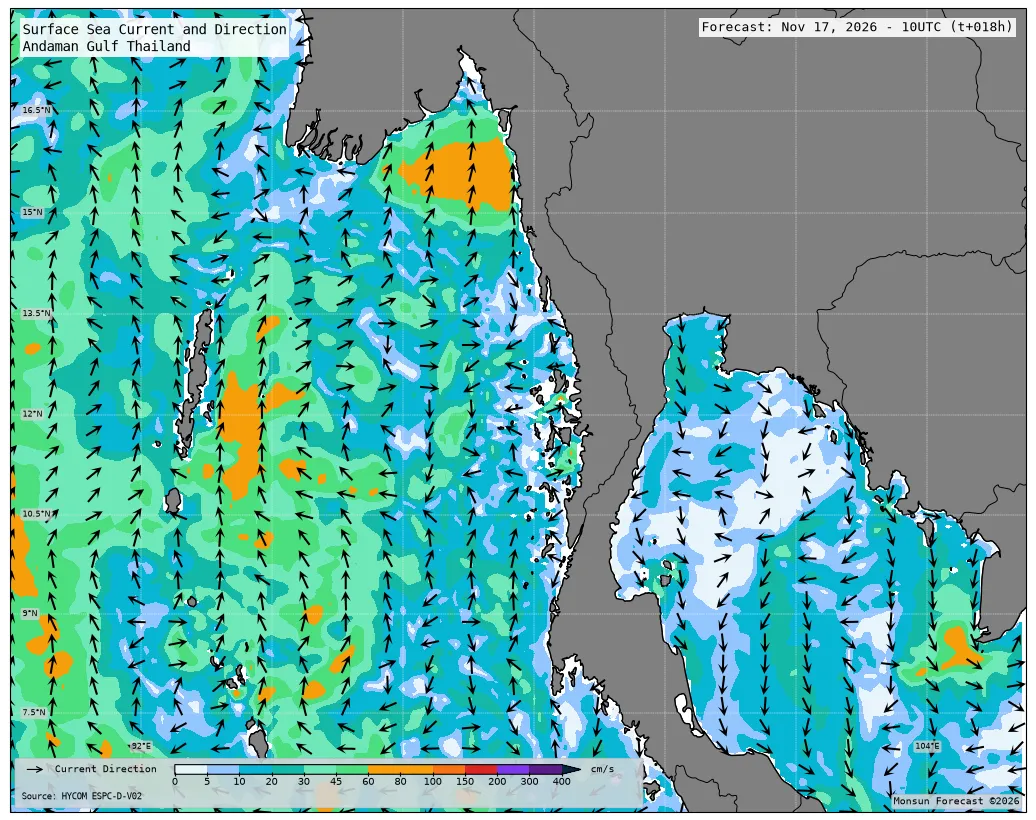 Surface Sea Current and Direction
Andaman Gulf Thailand
Forecast: Nov 17, 2026 - 10UTC (t+018h)
16.5°N
15°N
13.5°N
12°N
10.5°N
9°N
7.5°N
92°E
104°E
Current Direction
0 5 10 20 30 45 60 80 100 130 200 300 400 cm/s
Source: HYCOM ESPC-D-V02
Monsun Forecast ©2026